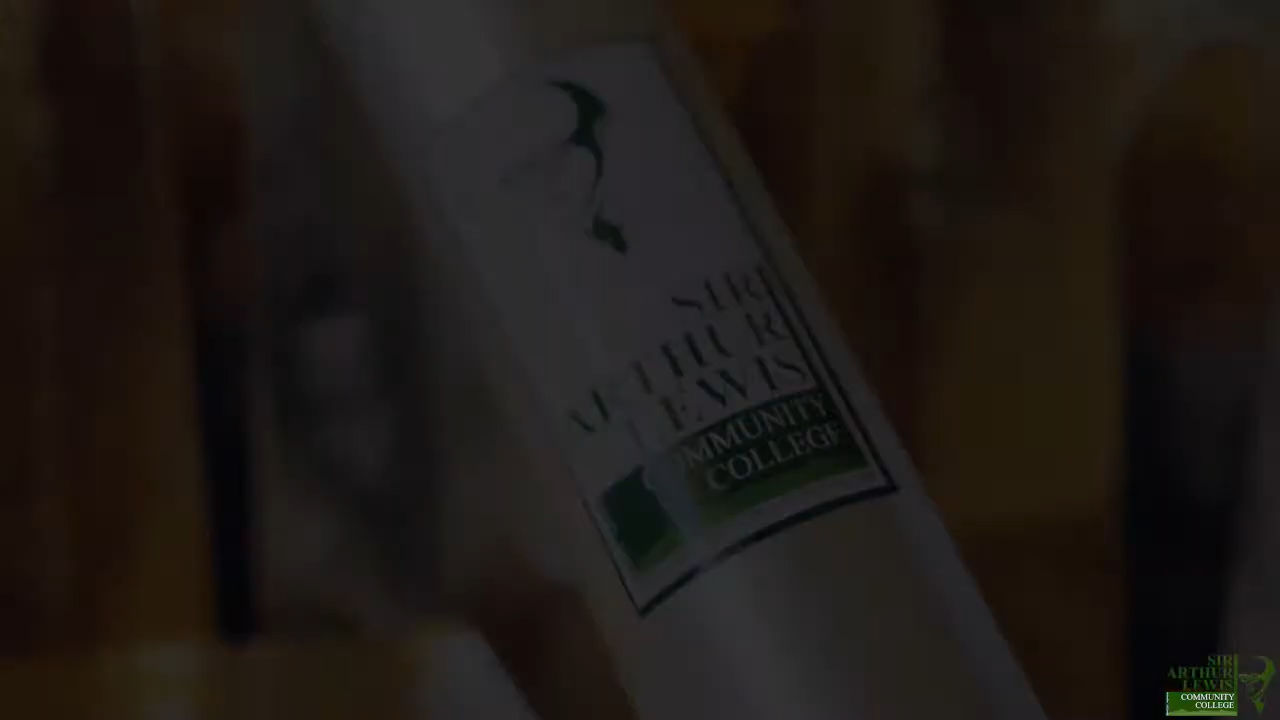 SIR
ARTHUR
LEWIS
COMMUNITY
COLLEGE
SIR
ARTHUR
LEWIS
COMMUNITY
COLLEGE